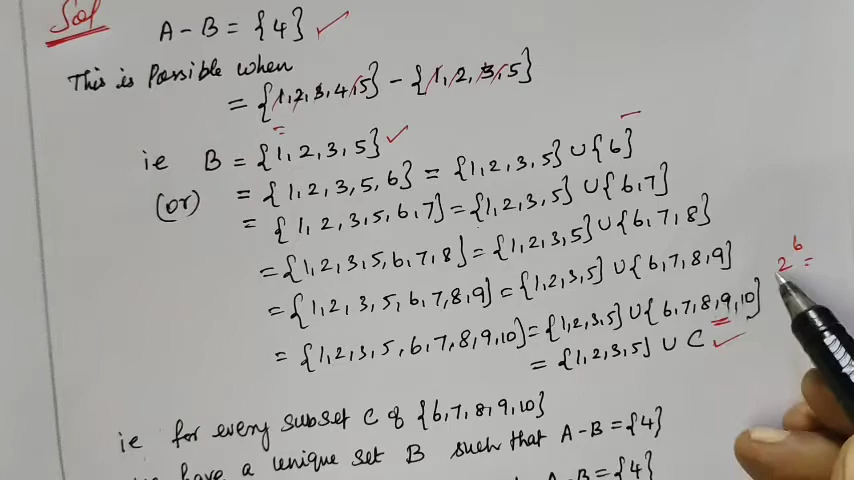 Sol
A - B = {4}
This is Possible when
= {1,2,3,4,5} - {1,2,3,5}
ie B = {1,2,3,5}
(or) = {1,2,3,5,6} = {1,2,3,5} ∪ {6}
= {1,2,3,5,6,7} = {1,2,3,5} ∪ {6,7}
= {1,2,3,5,6,7,8} = {1,2,3,5} ∪ {6,7,8}
= {1,2,3,5,6,7,8,9} = {1,2,3,5} ∪ {6,7,8,9}
2^6 =
= {1,2,3,5,6,7,8,9,10} = {1,2,3,5} ∪ {6,7,8,9,10}
= {1,2,3,5} ∪ C
ie for every subset C of {6,7,8,9,10}
have a unique set B such that A - B = {4}
A - B = {4}